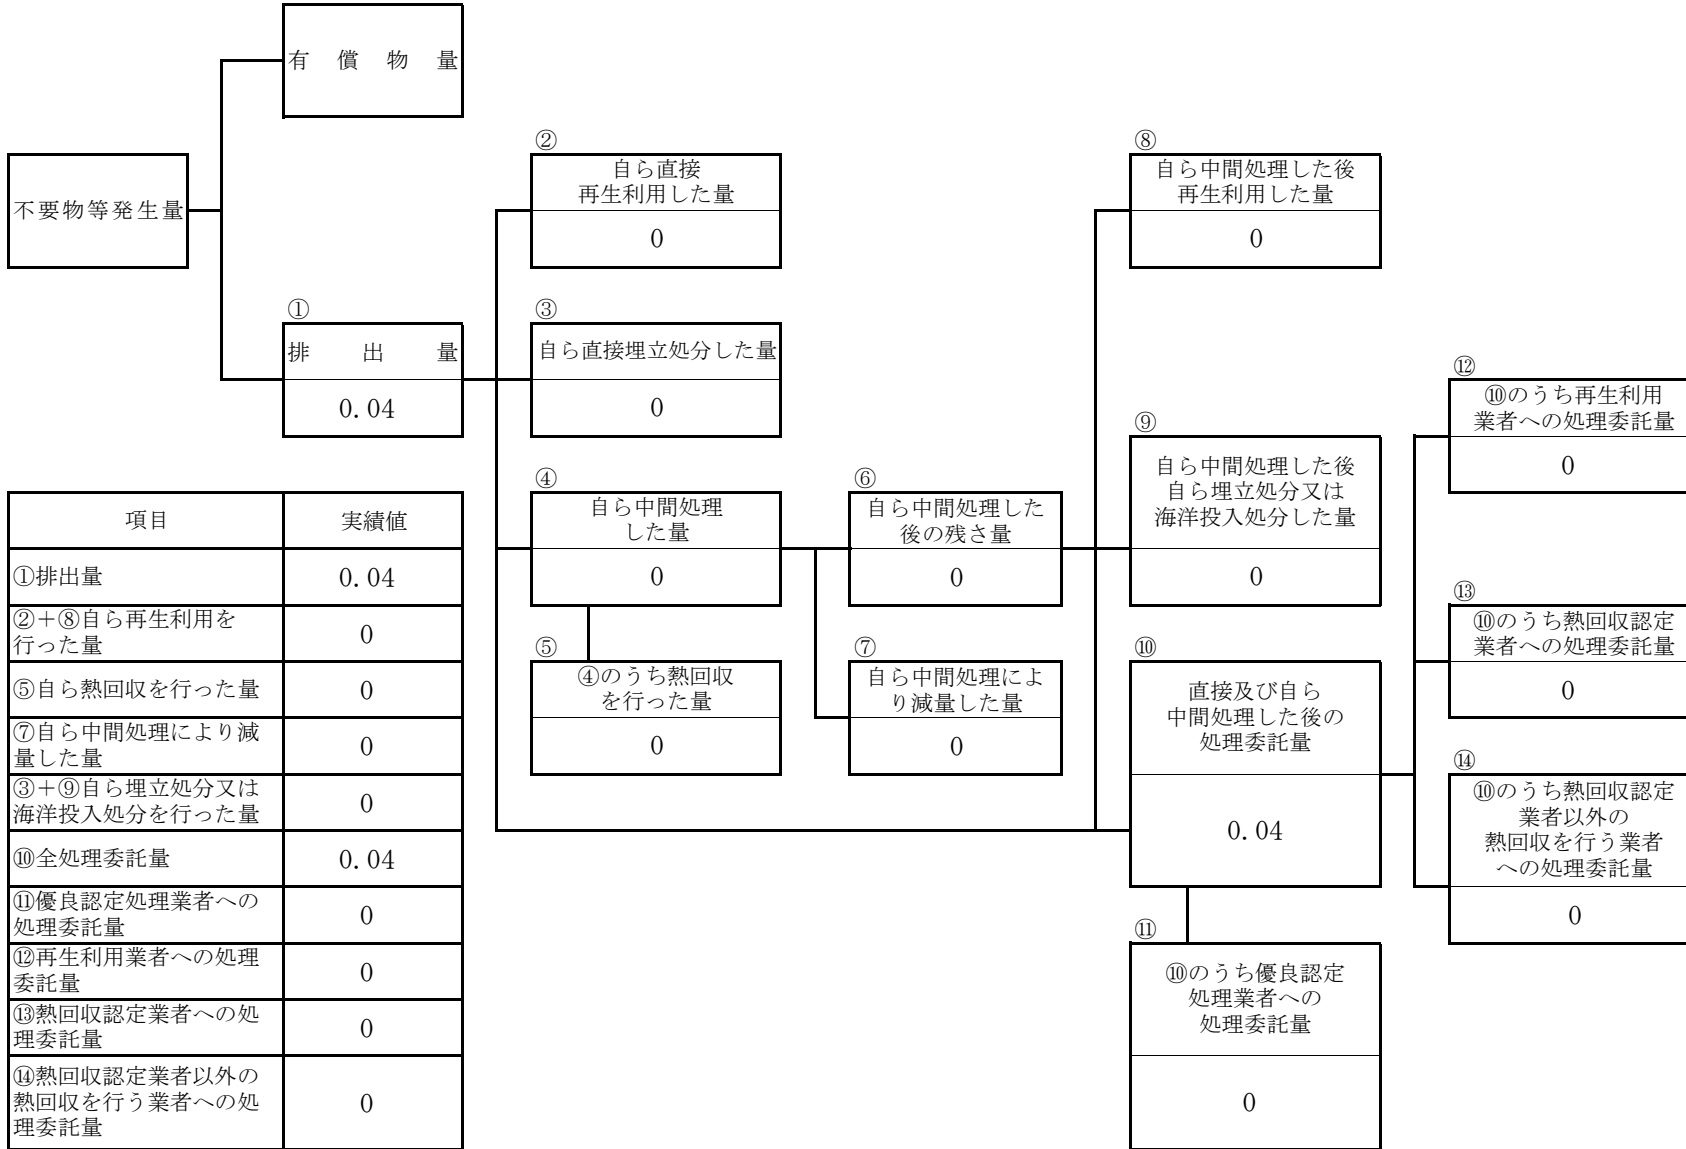 有償物量
不要物等発生量
①
排出量
0.04
②
自ら直接
再生利用した量
0
③
自ら直接埋立処分した量
0
④
自ら中間処理
した量
0
⑤
④のうち熱回収
を行った量
0
⑥
自ら中間処理した
後の残さ量
0
⑦
自ら中間処理によ
り減量した量
0
⑧
自ら中間処理した後
再生利用した量
0
⑨
自ら中間処理した後
自ら埋立処分又は
海洋投入処分した量
0
⑩
直接及び自ら
中間処理した後の
処理委託量
0.04
⑪
⑩のうち優良認定
処理業者への
処理委託量
0
⑫
⑩のうち再生利用
業者への処理委託量
0
⑬
⑩のうち熱回収認定
業者への処理委託量
0
⑭
⑩のうち熱回収認定
業者以外の
熱回収を行う業者
への処理委託量
0
項目 実績値
①排出量 0.04
②＋⑧自ら再生利用を
行った量 0
⑤自ら熱回収を行った量 0
⑦自ら中間処理により減
量した量 0
③＋⑨自ら埋立処分又は
海洋投入処分を行った量 0
⑩全処理委託量 0.04
⑪優良認定処理業者への
処理委託量 0
⑫再生利用業者への処理
委託量 0
⑬熱回収認定業者への処
理委託量 0
⑭熱回収認定業者以外の
熱回収を行う業者への処
理委託量 0